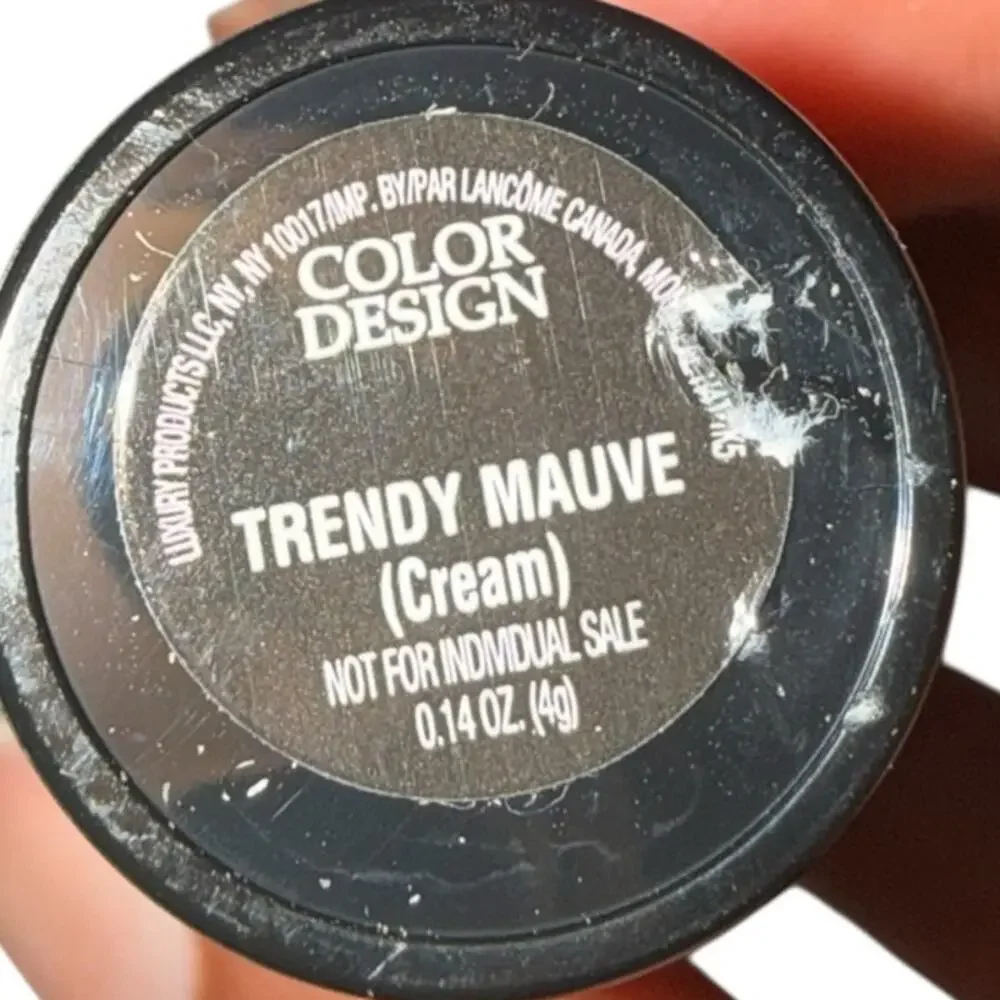 LUXURY PRODUCTS LLC, NY, NY 10017/IMP. BY/PAR LANCÔME CANADA,
COLOR
DESIGN
TRENDY MAUVE
(Cream)
NOT FOR INDIVIDUAL SALE
0.14 OZ. (4g)